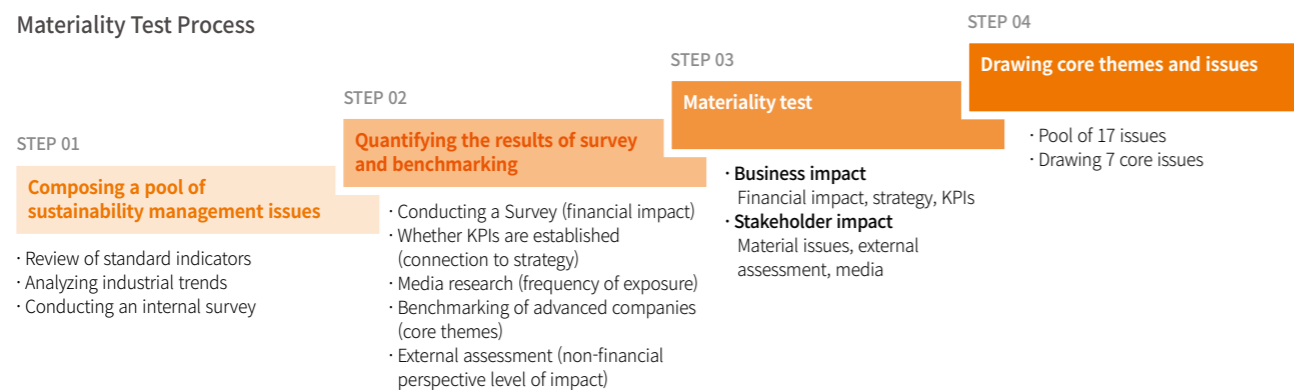 Materiality Test Process
STEP 01
Composing a pool of
sustainability management issues
· Review of standard indicators
· Analyzing industrial trends
· Conducting an internal survey
STEP 02
Quantifying the results of survey
and benchmarking
· Conducting a Survey (financial impact)
· Whether KPIs are established
(connection to strategy)
· Media research (frequency of exposure)
· Benchmarking of advanced companies
(core themes)
· External assessment (non-financial
perspective level of impact)
STEP 03
Materiality test
· Business impact
Financial impact, strategy, KPIs
· Stakeholder impact
Material issues, external
assessment, media
STEP 04
Drawing core themes and issues
· Pool of 17 issues
· Drawing 7 core issues